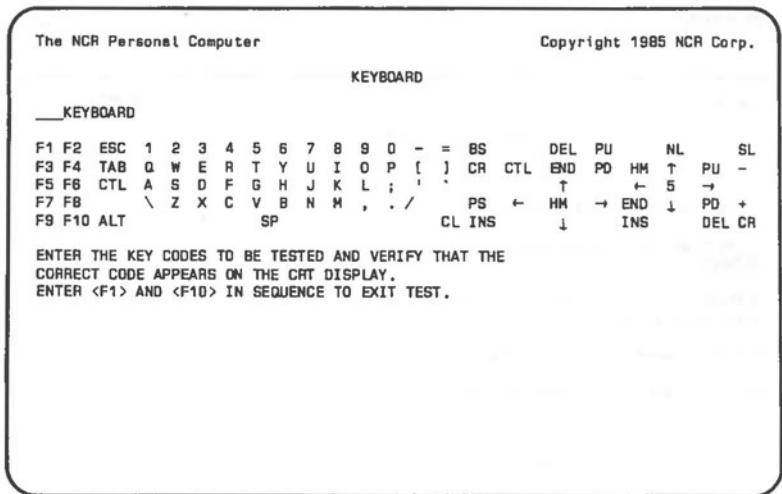 The NCR Personal Computer Copyright 1985 NCR Corp.
KEYBOARD
___KEYBOARD
F1 F2 ESC 1 2 3 4 5 6 7 8 9 0 - = BS DEL PU NL SL
F3 F4 TAB Q W E R T Y U I O P [ ] CR CTL END PD HM ↑ PU -
F5 F6 CTL A S D F G H J K L ; ' ` ↑ ← 5 →
F7 F8 \ Z X C V B N M , . / PS ← HM → END ↓ PD +
F9 F10 ALT SP CL INS ↓ INS DEL CR
ENTER THE KEY CODES TO BE TESTED AND VERIFY THAT THE
CORRECT CODE APPEARS ON THE CRT DISPLAY.
ENTER <F1> AND <F10> IN SEQUENCE TO EXIT TEST.